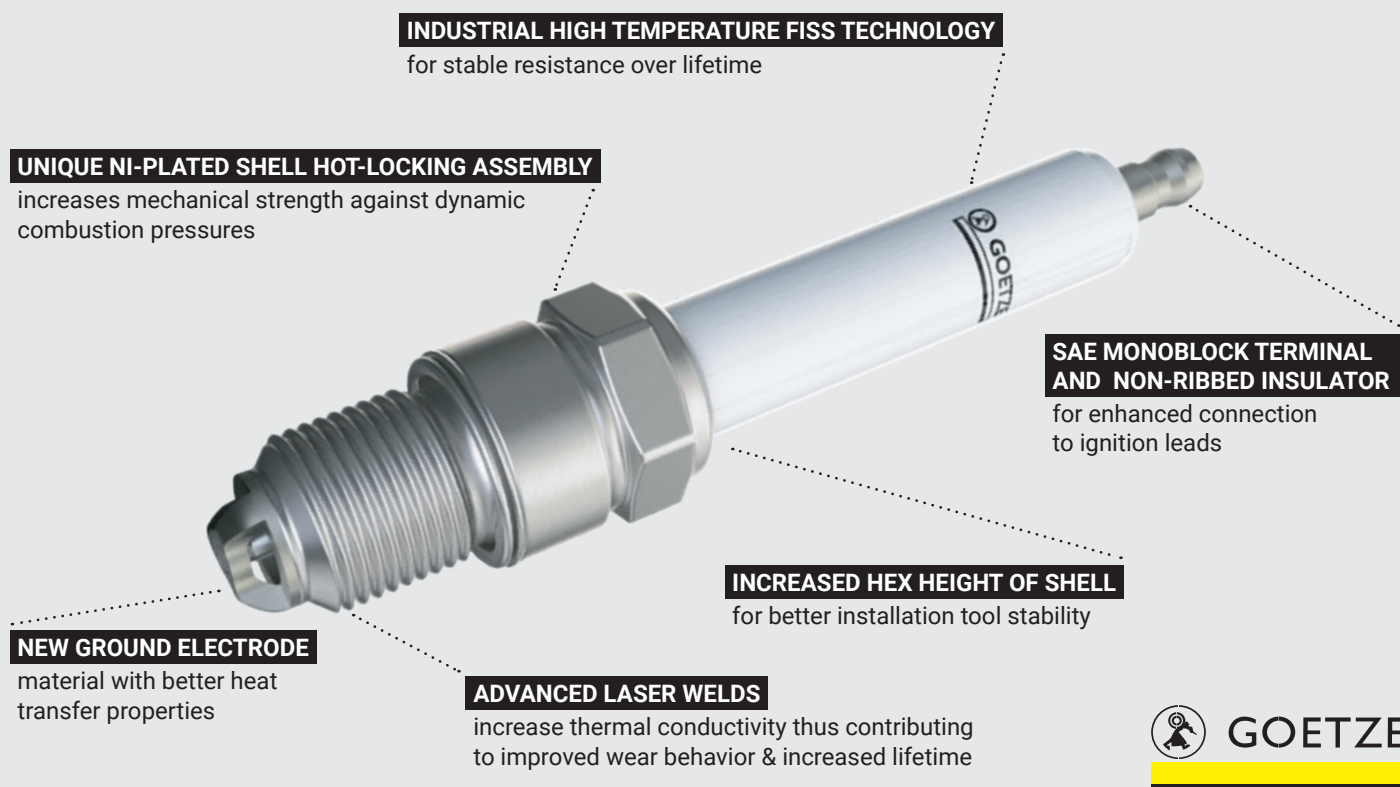 INDUSTRIAL HIGH TEMPERATURE FISS TECHNOLOGY
for stable resistance over lifetime
UNIQUE NI-PLATED SHELL HOT-LOCKING ASSEMBLY
increases mechanical strength against dynamic
combustion pressures
GOETZE
SAE MONOBLOCK TERMINAL
AND NON-RIBBED INSULATOR
for enhanced connection
to ignition leads
INCREASED HEX HEIGHT OF SHELL
for better installation tool stability
NEW GROUND ELECTRODE
material with better heat
transfer properties
ADVANCED LASER WELDS
increase thermal conductivity thus contributing
to improved wear behavior & increased lifetime
GOETZE